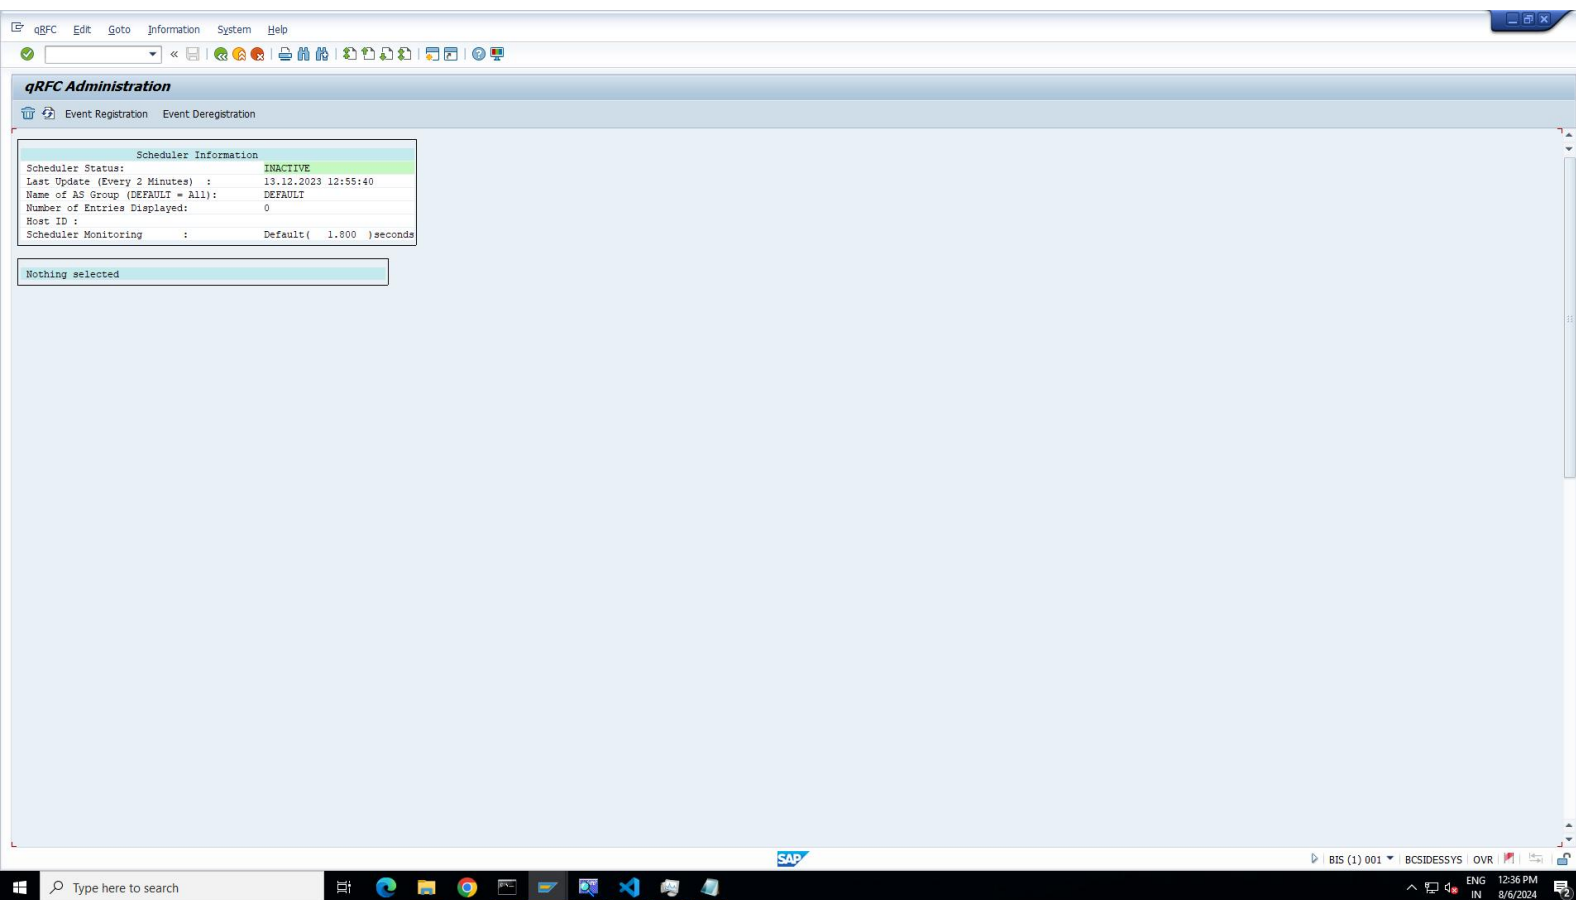 qRFC Edit Goto Information System Help
qRFC Administration
Event Registration Event Deregistration
Scheduler Information
Scheduler Status: INACTIVE
Last Update (Every 2 Minutes) : 13.12.2023 12:55:40
Name of AS Group (DEFAULT = All): DEFAULT
Number of Entries Displayed: 0
Host ID :
Scheduler Monitoring : Default( 1.800 )seconds
Nothing selected
SAP
BIS (1) 001 BCSIDESSYS OVR
Type here to search
ENG 12:36 PM
IN 8/6/2024
2